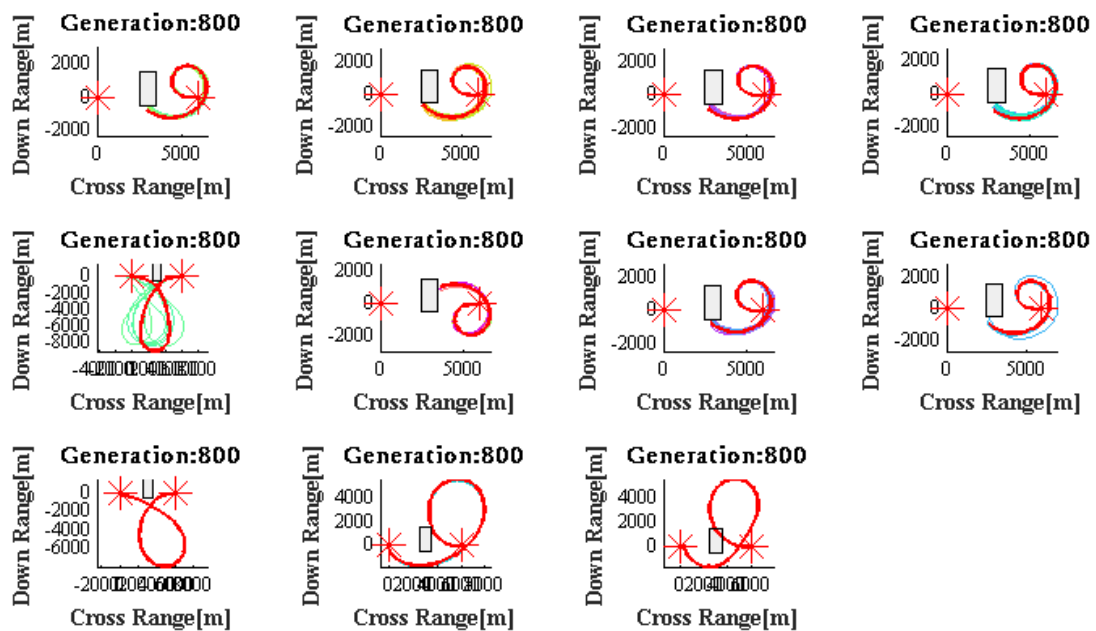 Generation:800 Generation:800 Generation:800 Generation:800
Down Range[m] Down Range[m] Down Range[m] Down Range[m]
2000 2000 2000 2000
0 0 0 0
-2000 -2000 -2000 -2000
0 5000 0 5000 0 5000 0 5000
Cross Range[m] Cross Range[m] Cross Range[m] Cross Range[m]
Generation:800 Generation:800 Generation:800 Generation:800
Down Range[m] Down Range[m] Down Range[m] Down Range[m]
0 2000 2000 2000
-2000 0 0 0
-4000 -2000 -2000 -2000
-6000
-8000
0 5000 0 5000 0 5000
Cross Range[m] Cross Range[m] Cross Range[m] Cross Range[m]
Generation:800 Generation:800 Generation:800
Down Range[m] Down Range[m] Down Range[m]
0 4000 4000
-2000 2000 2000
-4000 0 0
-6000
Cross Range[m] Cross Range[m] Cross Range[m]